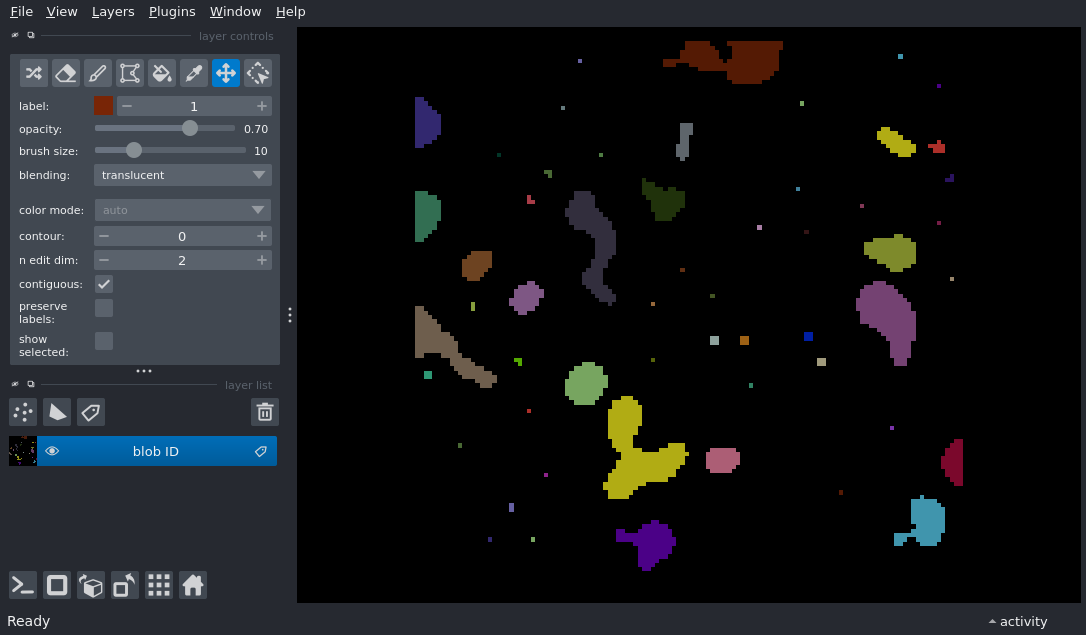 File View Layers Plugins Window Help
layer controls
label: 1
opacity: 0.70
brush size: 10
blending: translucent
color mode: auto
contour: 0
n edit dim: 2
contiguous:
preserve
labels:
show
selected:
layer list
blob ID
Ready
activity